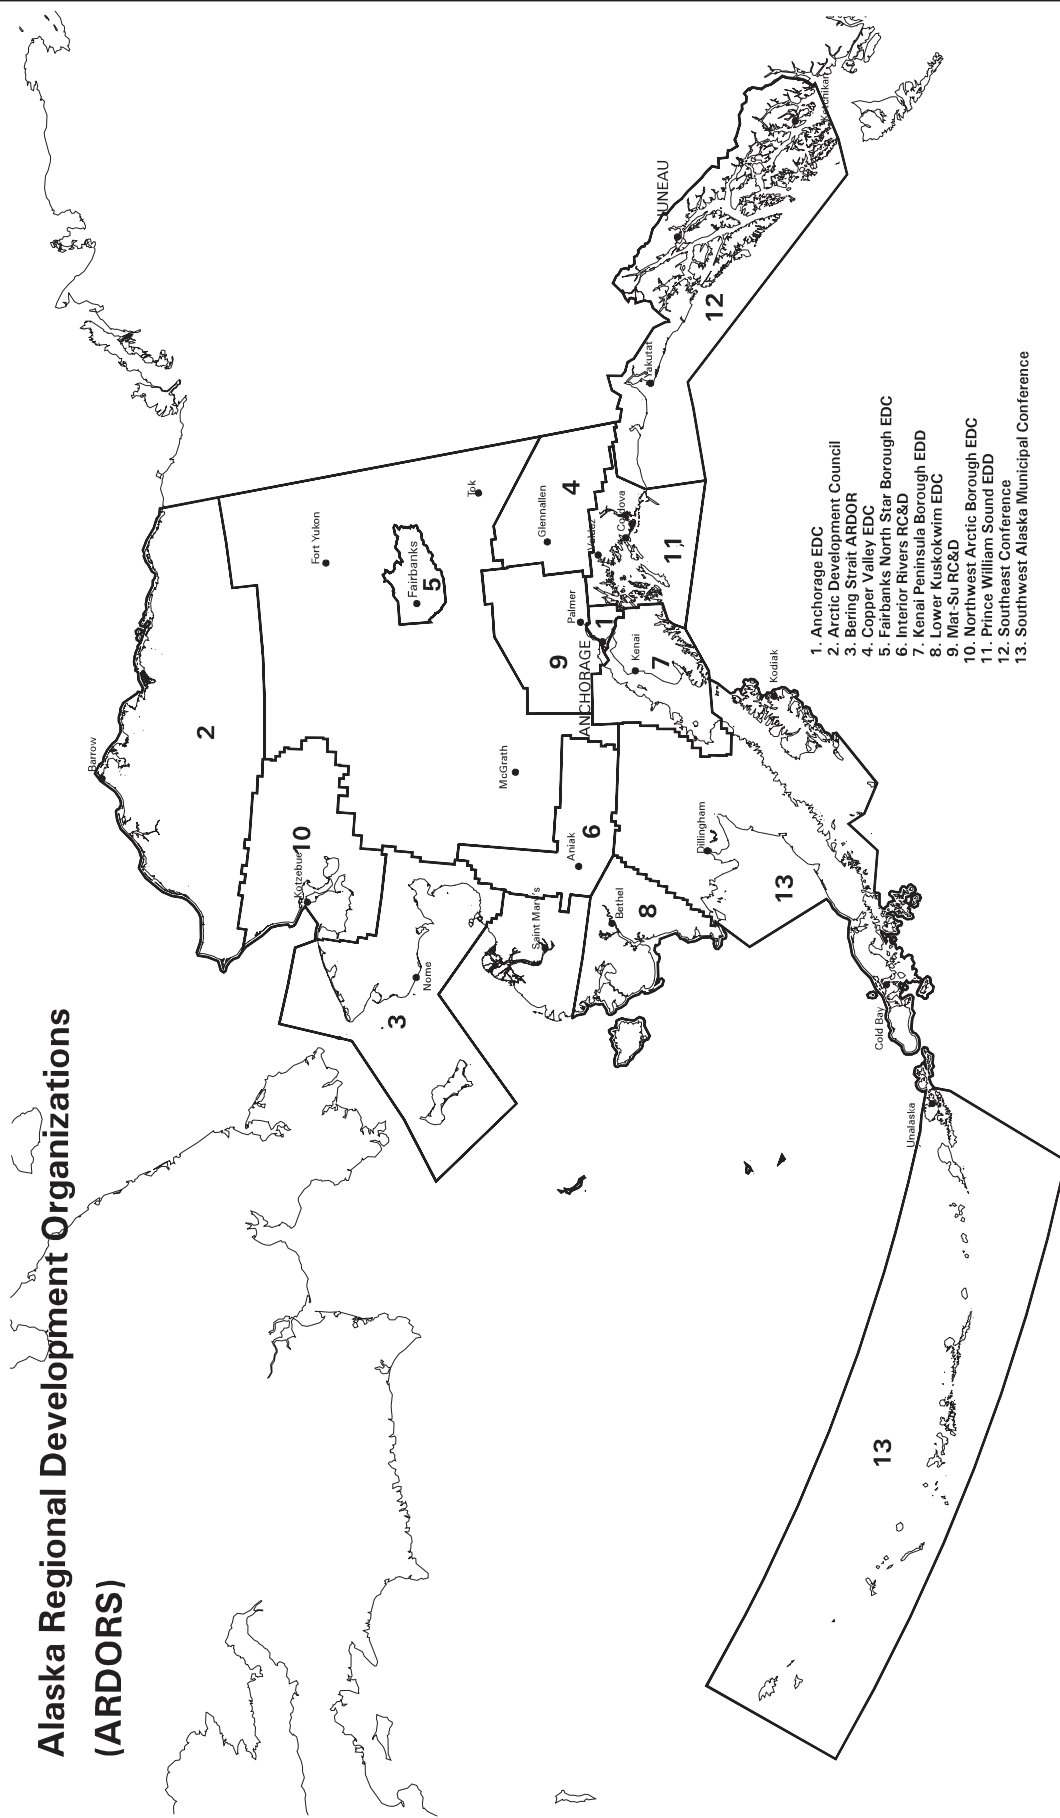 Alaska Regional Development Organizations
(ARDORS)
Barrow
2
10
Kotzebue
Fort Yukon
Fairbanks
5
Tok
Nome
3
McGrath
Saint Mary's
Aniak
6
9
Palmer
ANCHORAGE
1
Glennallen
4
Valdez
Cordova
11
Kenai
7
Bethel
8
Dillingham
13
Kodiak
Yakutat
JUNEAU
12
Ketchikan
Cold Bay
Unalaska
13
1. Anchorage EDC
2. Arctic Development Council
3. Bering Strait ARDOR
4. Copper Valley EDC
5. Fairbanks North Star Borough EDC
6. Interior Rivers RC&D
7. Kenai Peninsula Borough EDD
8. Lower Kuskokwim EDC
9. Mat-Su RC&D
10. Northwest Arctic Borough EDC
11. Prince William Sound EDD
12. Southeast Conference
13. Southwest Alaska Municipal Conference